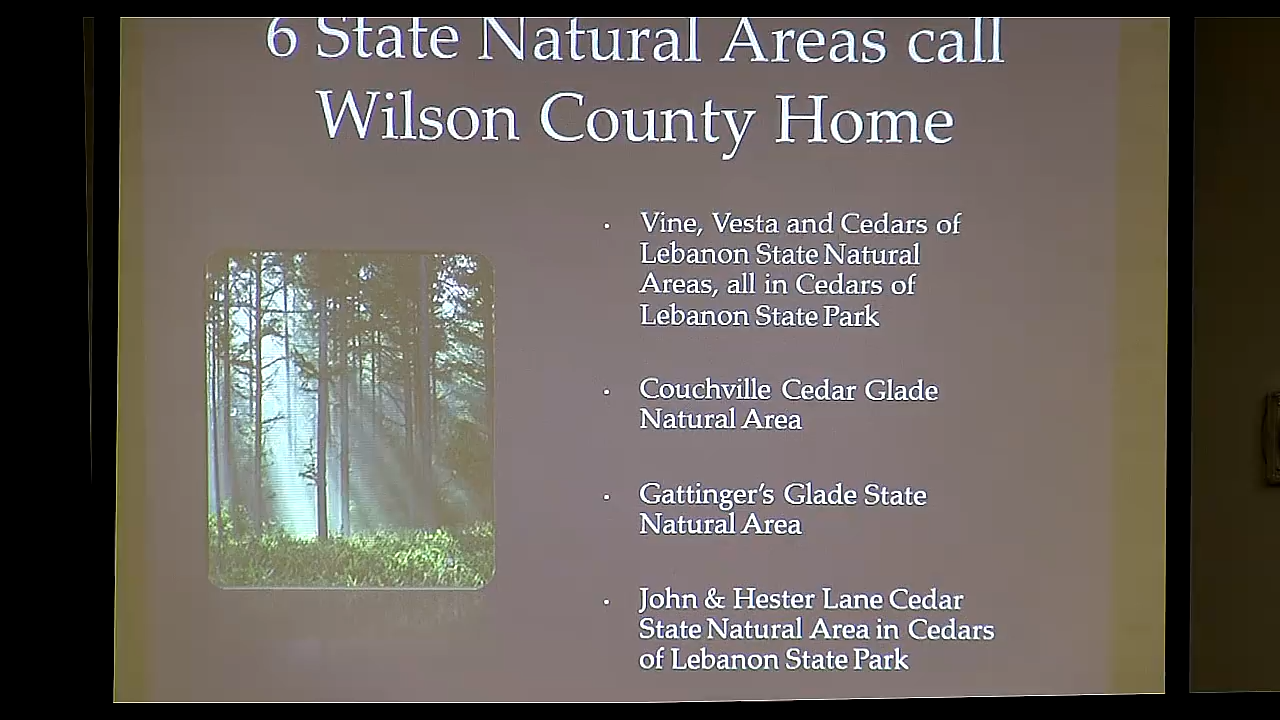 6 State Natural Areas call
Wilson County Home
· Vine, Vesta and Cedars of
Lebanon State Natural
Areas, all in Cedars of
Lebanon State Park
· Couchville Cedar Glade
Natural Area
· Gattinger's Glade State
Natural Area
· John & Hester Lane Cedar
State Natural Area in Cedars
of Lebanon State Park